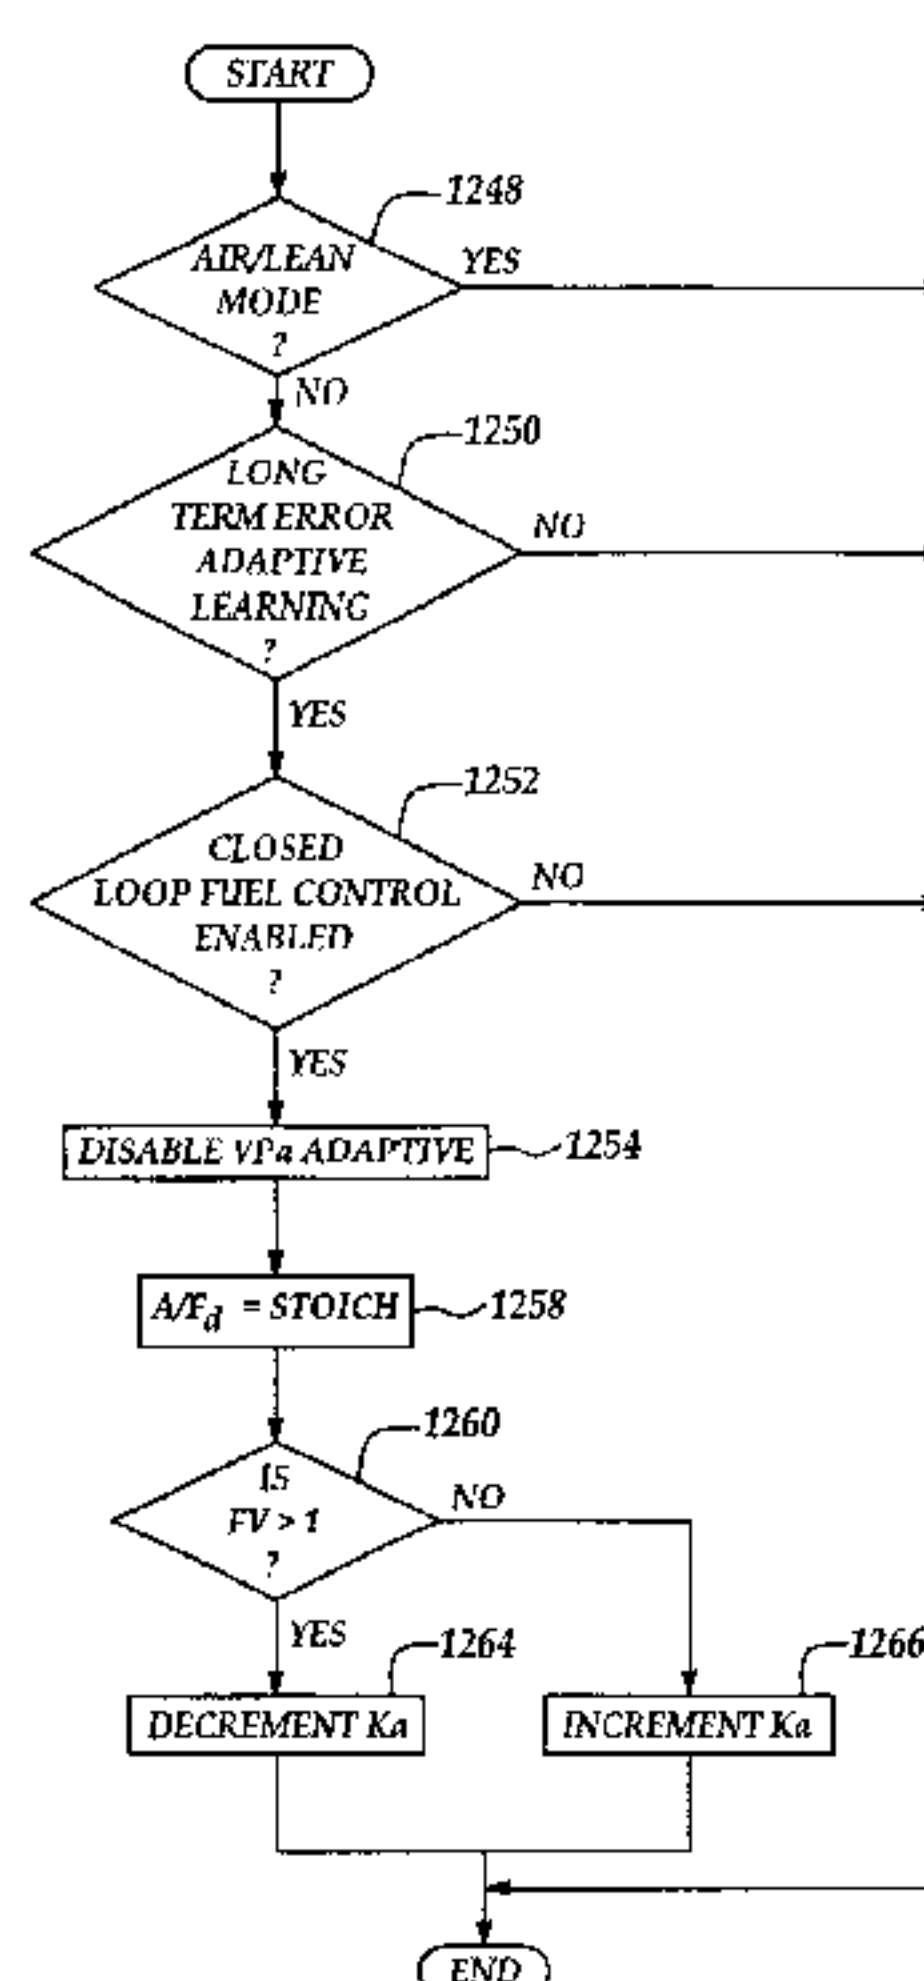 START
1248
AIR/LEAN
MODE
?
YES
NO
1250
LONG
TERM ERROR
ADAPTIVE
LEARNING
?
NO
YES
1252
CLOSED
LOOP FUEL CONTROL
ENABLED
?
NO
YES
DISABLE VPa ADAPTIVE
1254
A/Fd = STOICH
1258
1260
IS
FV > 1
?
NO
YES
1264
1266
DECREMENT Ka
INCREMENT Ka
END